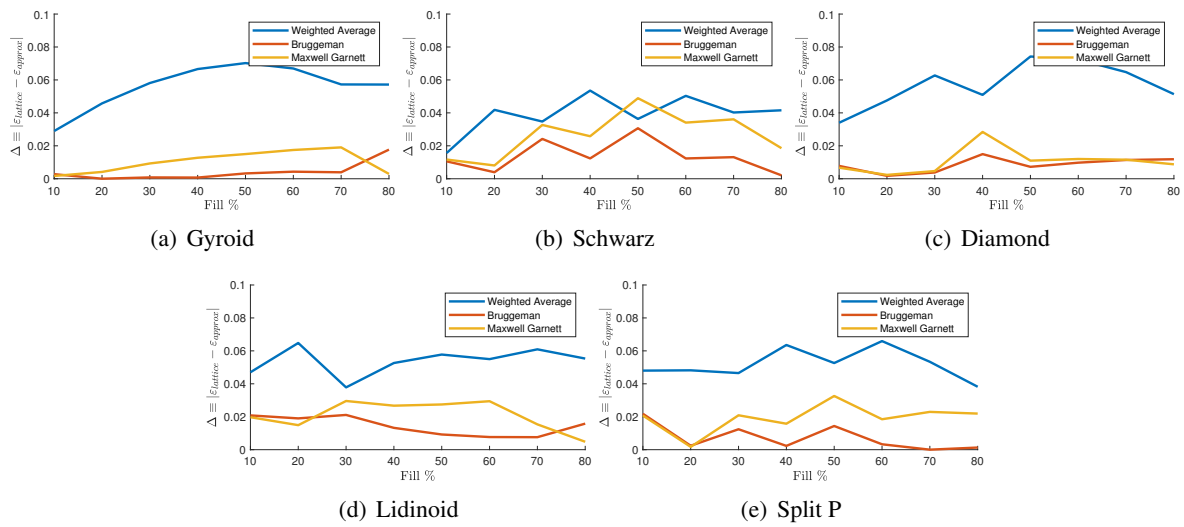 0.1
0.08
0.06
0.04
0.02
0
Δ ≡ |ε_lattice − ε_approx|
Weighted Average
Bruggeman
Maxwell Garnett
10 20 30 40 50 60 70 80
Fill %
(a) Gyroid
0.1
0.08
0.06
0.04
0.02
0
Δ ≡ |ε_lattice − ε_approx|
Weighted Average
Bruggeman
Maxwell Garnett
10 20 30 40 50 60 70 80
Fill %
(b) Schwarz
0.1
0.08
0.06
0.04
0.02
0
Δ ≡ |ε_lattice − ε_approx|
Weighted Average
Bruggeman
Maxwell Garnett
10 20 30 40 50 60 70 80
Fill %
(c) Diamond
0.1
0.08
0.06
0.04
0.02
0
Δ ≡ |ε_lattice − ε_approx|
Weighted Average
Bruggeman
Maxwell Garnett
10 20 30 40 50 60 70 80
Fill %
(d) Lidinoid
0.1
0.08
0.06
0.04
0.02
0
Δ ≡ |ε_lattice − ε_approx|
Weighted Average
Bruggeman
Maxwell Garnett
10 20 30 40 50 60 70 80
Fill %
(e) Split P